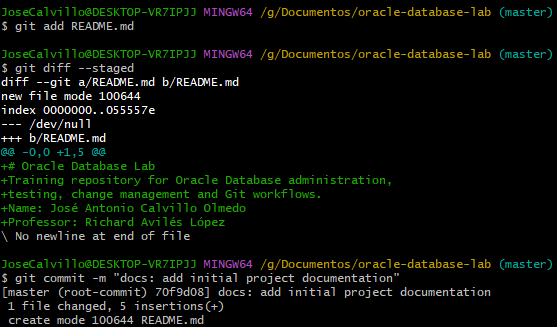 JoseCalvillo@DESKTOP-VR7IPJJ MINGW64 /g/Documentos/oracle-database-lab (master)
$ git add README.md
JoseCalvillo@DESKTOP-VR7IPJJ MINGW64 /g/Documentos/oracle-database-lab (master)
$ git diff --staged
diff --git a/README.md b/README.md
new file mode 100644
index 0000000..055557e
--- /dev/null
+++ b/README.md
@@ -0,0 +1,5 @@
+# Oracle Database Lab
+Training repository for Oracle Database administration,
+testing, change management and Git workflows.
+Name: José Antonio Calvillo Olmedo
+Professor: Richard Avilés López
\ No newline at end of file
JoseCalvillo@DESKTOP-VR7IPJJ MINGW64 /g/Documentos/oracle-database-lab (master)
$ git commit -m "docs: add initial project documentation"
[master (root-commit) 70f9d08] docs: add initial project documentation
 1 file changed, 5 insertions(+)
 create mode 100644 README.md